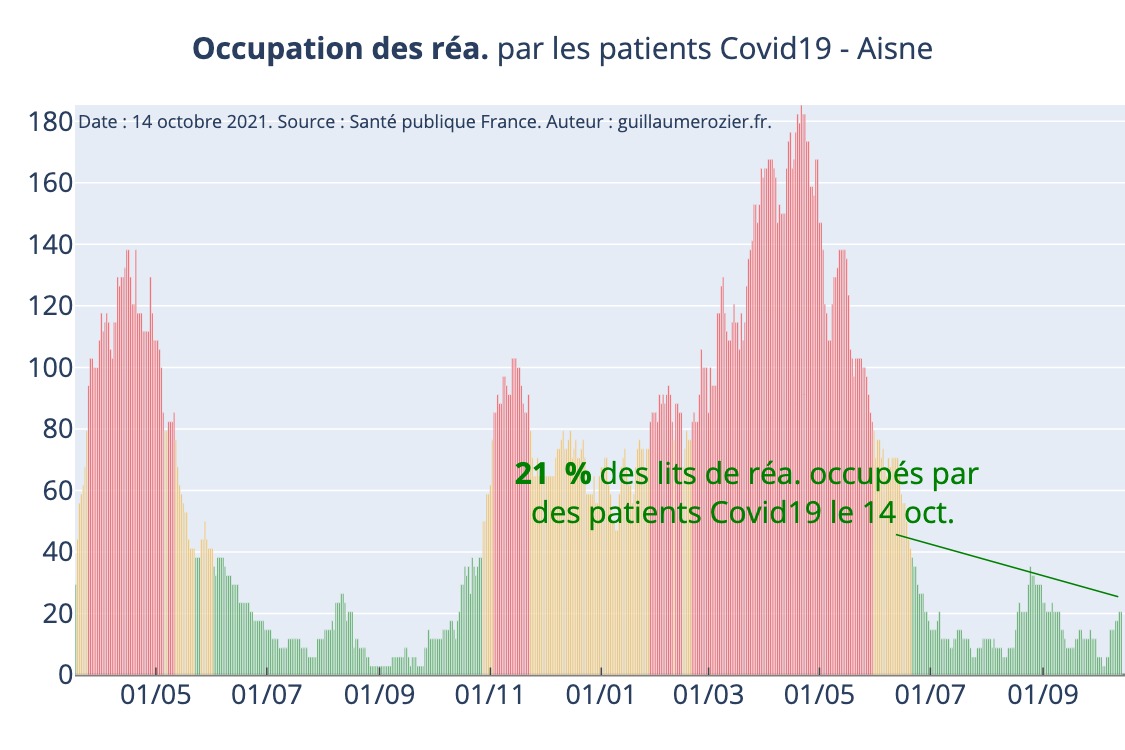 Occupation des réa. par les patients Covid19 - Aisne
180
Date : 14 octobre 2021. Source : Santé publique France. Auteur : guillaumerozier.fr.
160
140
120
100
80
60
40
20
0
21 % des lits de réa. occupés par
des patients Covid19 le 14 oct.
01/05 01/07 01/09 01/11 01/01 01/03 01/05 01/07 01/09